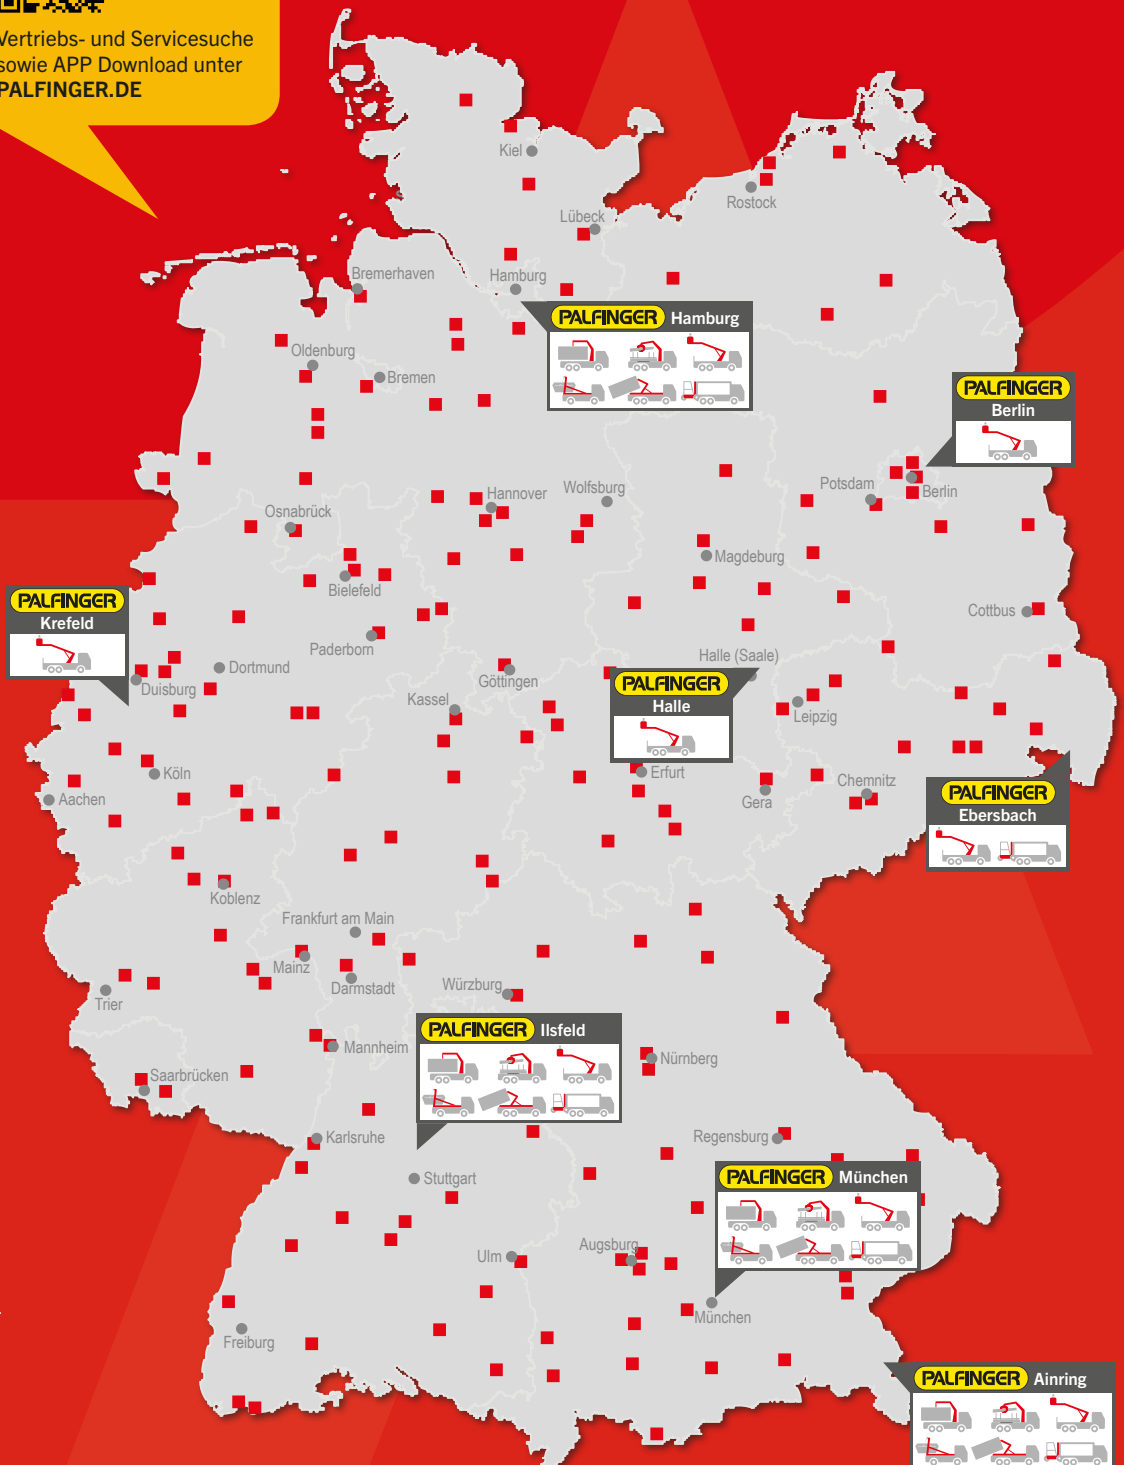 Vertriebs- und Servicesuche
sowie APP Download unter
PALFINGER.DE
Kiel
Rostock
Lübeck
Bremerhaven
Hamburg
PALFINGER Hamburg
Oldenburg
Bremen
PALFINGER
Berlin
Potsdam
Berlin
Hannover
Wolfsburg
Osnabrück
Magdeburg
Bielefeld
PALFINGER
Krefeld
Cottbus
Paderborn
Halle (Saale)
Dortmund
Göttingen
Duisburg
PALFINGER
Halle
Kassel
Leipzig
Köln
Erfurt
Chemnitz
Gera
Aachen
PALFINGER
Ebersbach
Koblenz
Frankfurt am Main
Mainz
Darmstadt
Würzburg
Trier
PALFINGER Ilsfeld
Mannheim
Nürnberg
Saarbrücken
Karlsruhe
Regensburg
Stuttgart
PALFINGER München
Augsburg
Ulm
München
Freiburg
PALFINGER Ainring